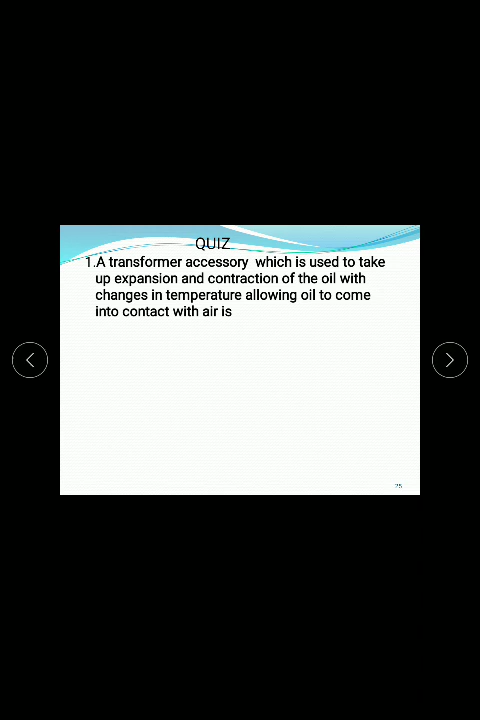 QUIZ
1.A transformer accessory which is used to take
up expansion and contraction of the oil with
changes in temperature allowing oil to come
into contact with air is
25